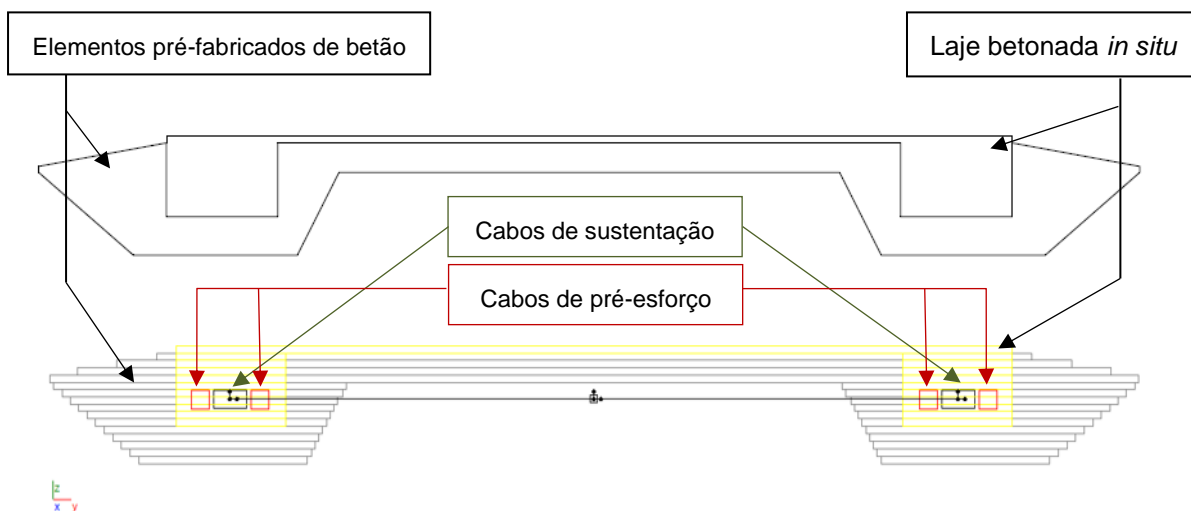 Elementos pré-fabricados de betão
Laje betonada in situ
Cabos de sustentação
Cabos de pré-esforço
z
x y